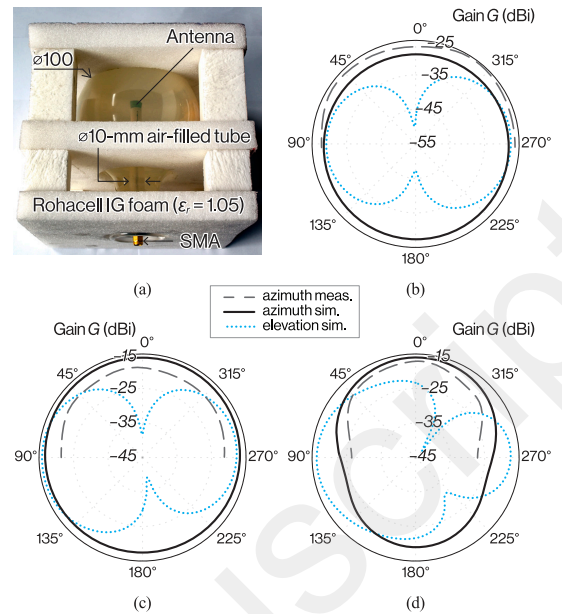 Antenna
ø100
ø10-mm air-filled tube
Rohacell IG foam (εr = 1.05)
SMA
(a)
Gain G (dBi)
0°
45°
315°
-25
-35
-45
-55
90°
270°
135°
225°
180°
(b)
azimuth meas.
azimuth sim.
elevation sim.
Gain G (dBi)
0°
-15
45°
315°
-25
-35
-45
90°
270°
135°
225°
180°
(c)
Gain G (dBi)
0°
-15
45°
315°
-25
-35
-45
90°
270°
135°
225°
180°
(d)